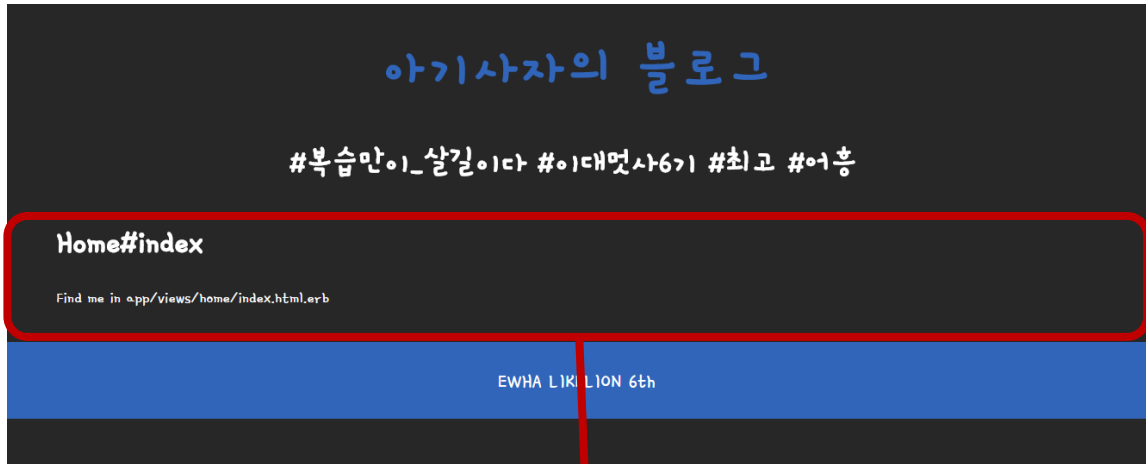 아기사자의 블로그
#복습만이_살길이다 #이대멋사6기 #최고 #어흥
Home#index
Find me in app/views/home/index.html.erb
EWHA LIKELION 6th